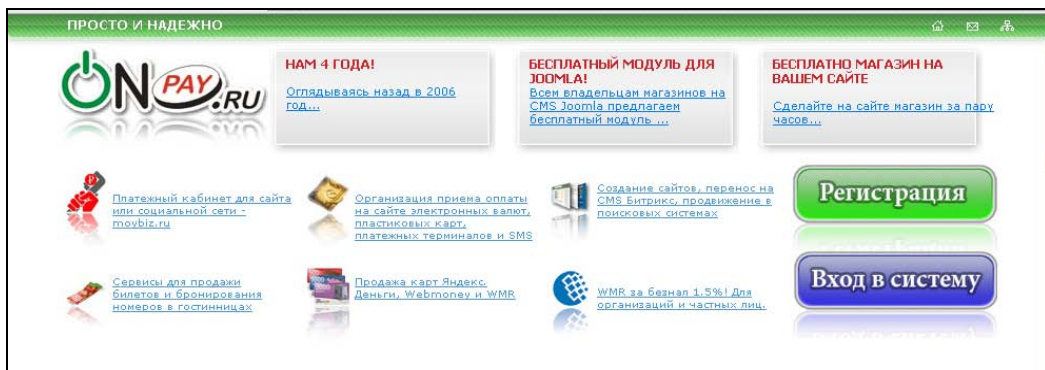 ПРОСТО И НАДЕЖНО
ON PAY.RU
НАМ 4 ГОДА!
Оглядываясь назад в 2006
год...
БЕСПЛАТНЫЙ МОДУЛЬ ДЛЯ
JOOMLA!
Всем владельцам магазинов на
CMS Joomla предлагаем
бесплатный модуль ...
БЕСПЛАТНО МАГАЗИН НА
ВАШЕМ САЙТЕ
Сделайте на сайте магазин за пару
часов...
Платежный кабинет для сайта
или социальной сети -
moybiz.ru
Организация приема оплаты
на сайте электронных валют,
пластиковых карт,
платежных терминалов и SMS
Создание сайтов, перенос на
CMS Битрикс, продвижение в
поисковых системах
Регистрация
Сервисы для продажи
билетов и бронирования
номеров в гостинницах
Продажа карт Яндекс.
Деньги, Webmoney и WMR
WMR за безнал 1.5%! Для
организаций и частных лиц.
Вход в систему